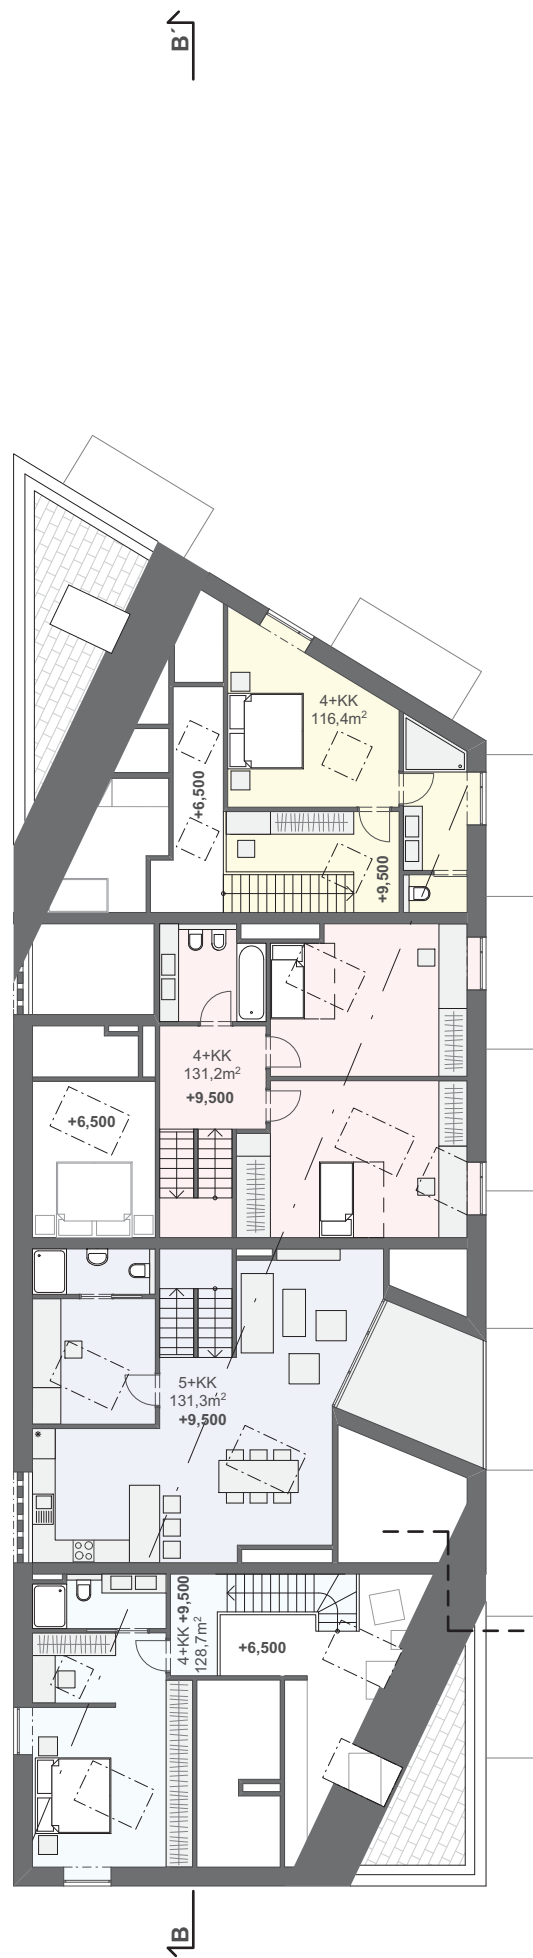 B´
4+KK
116,4m²
+6,500
+9,500
4+KK
131,2m²
+9,500
+6,500
5+KK
131,3m²
+9,500
4+KK +9,500
128,7m²
+6,500
B